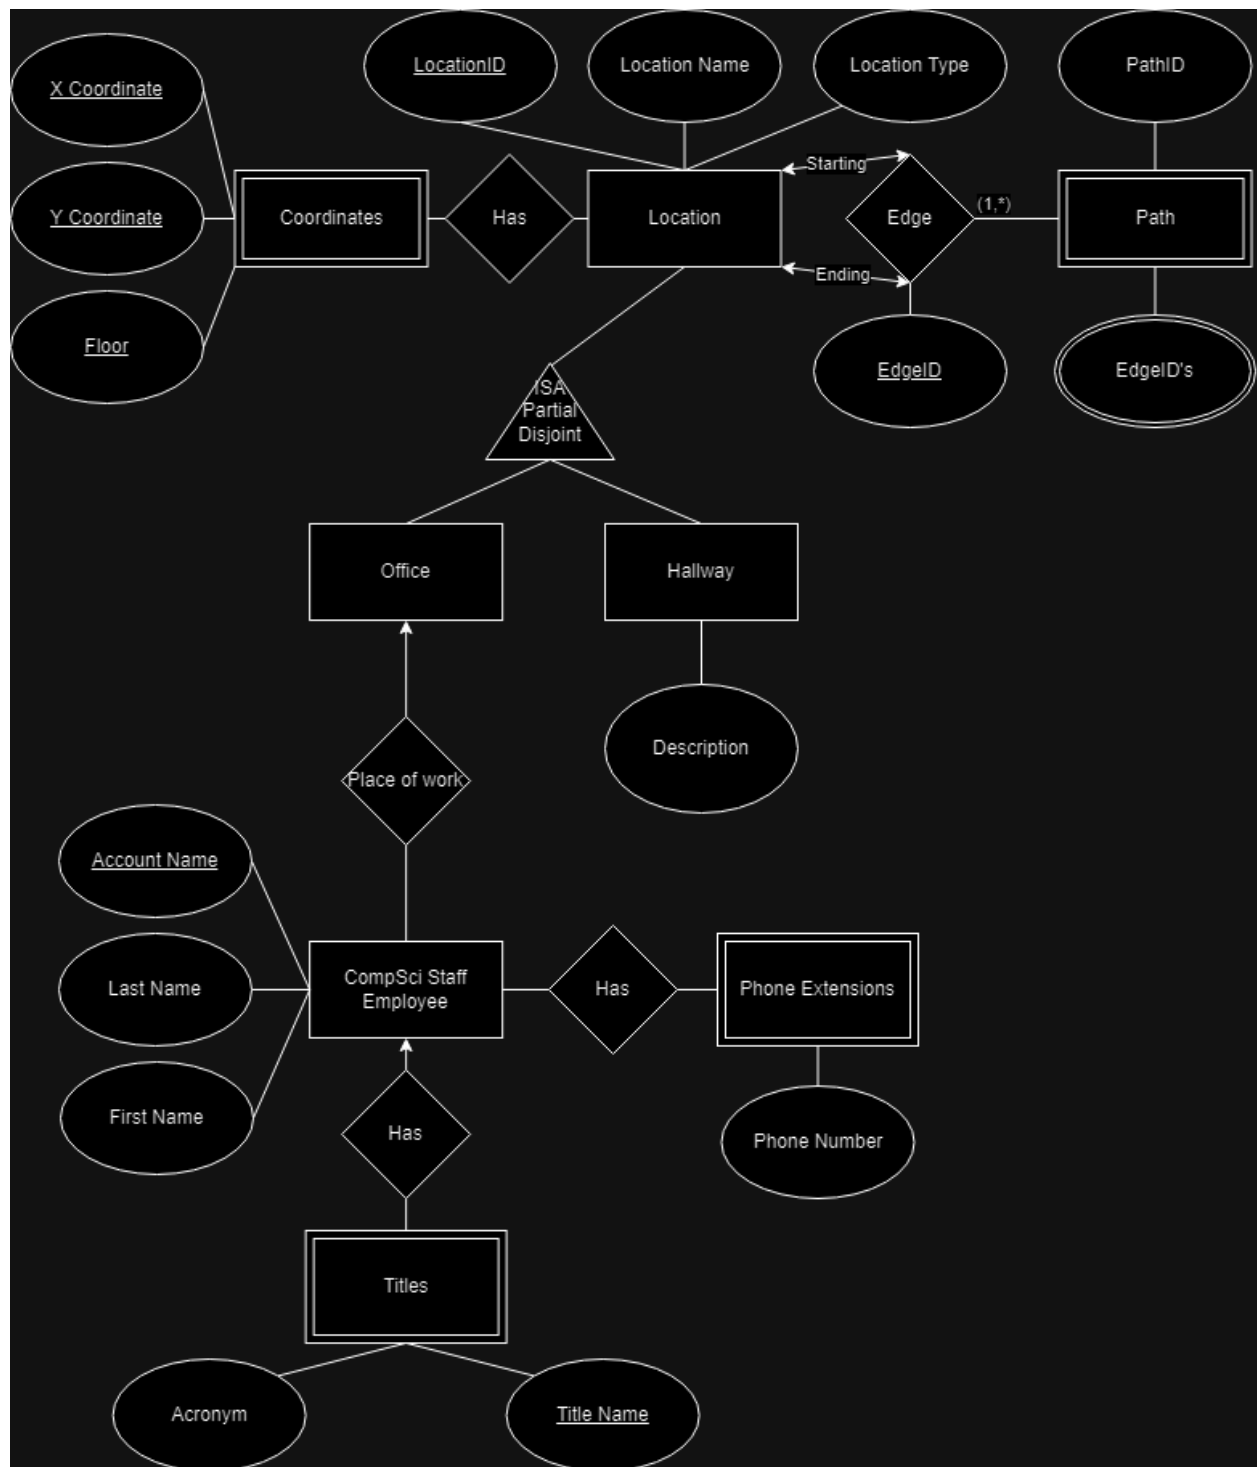 LocationID
Location Name
Location Type
PathID
X Coordinate
Starting
Y Coordinate
Coordinates
Has
Location
Edge
(1,*)
Path
Ending
Floor
EdgeID
EdgeID's
ISA
Partial
Disjoint
Office
Hallway
Description
Place of work
Account Name
Last Name
CompSci Staff
Employee
Has
Phone Extensions
First Name
Has
Phone Number
Titles
Acronym
Title Name